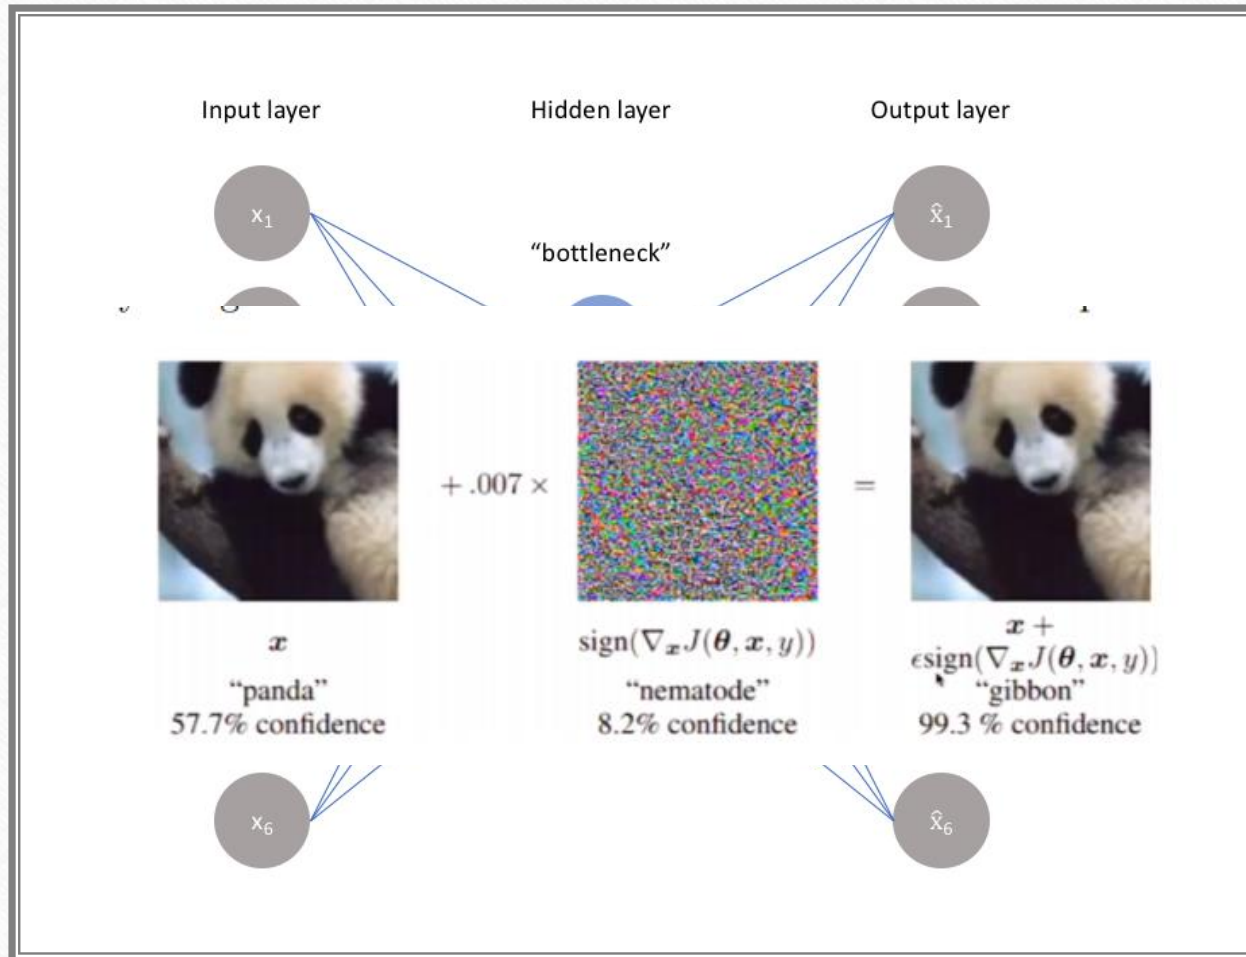 Input layer Hidden layer Output layer
x₁ x̂₁
“bottleneck”
+ .007 × =
x sign(∇ₓJ(θ, x, y)) x +
ϵsign(∇ₓJ(θ, x, y))
“panda” “nematode” “gibbon”
57.7% confidence 8.2% confidence 99.3 % confidence
x₆ x̂₆